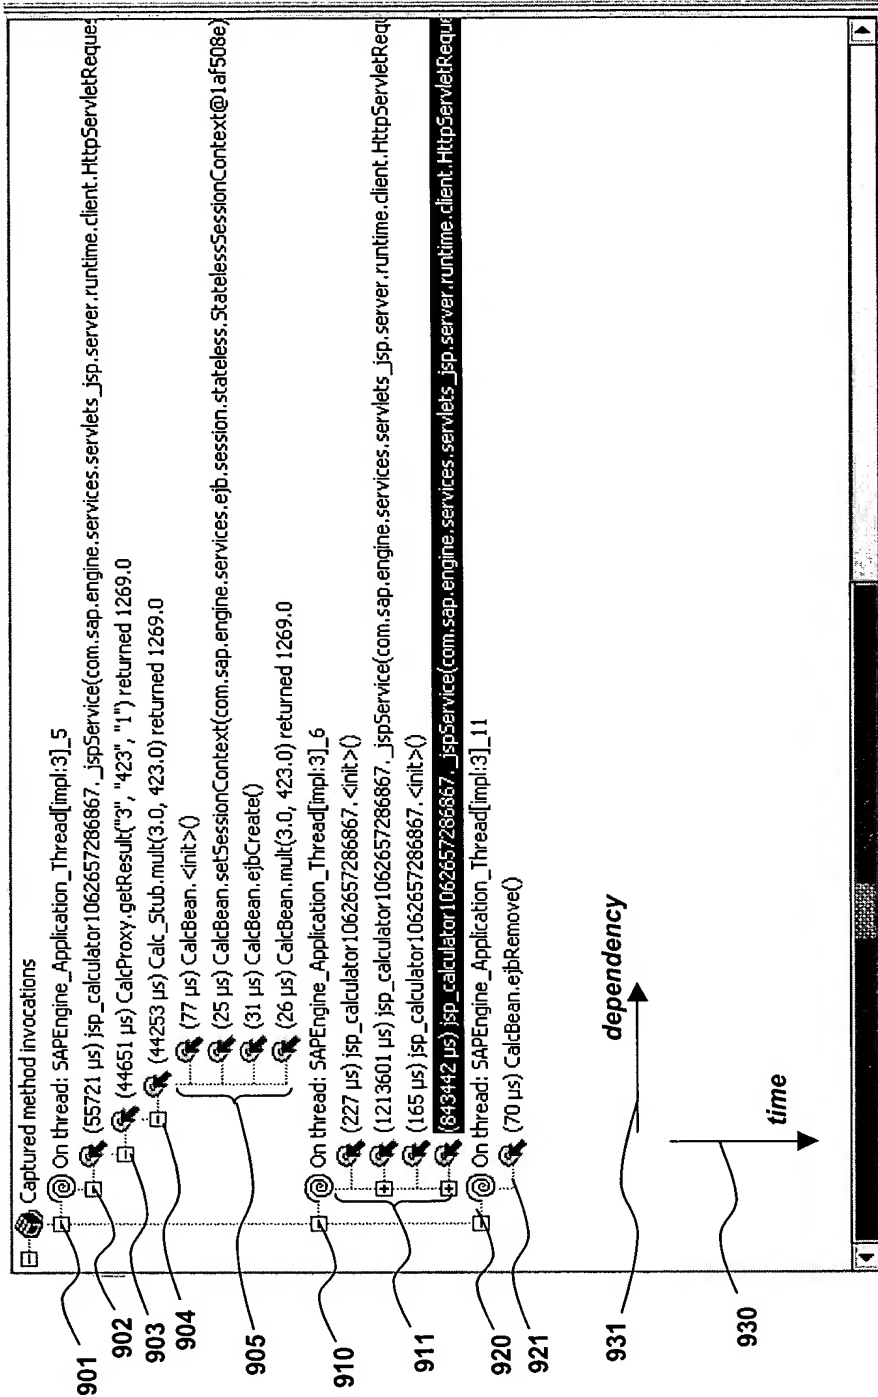 Captured method invocations
On thread: SAPEngine_Application_Thread[impl:3]_5
(55721 μs) jsp_calculator1062657286867._jspService(com.sap.engine.services.servlets_jsp.server.runtime.client.HttpServletReques
(44651 μs) CalcProxy.getResult("3", "423", "1") returned 1269.0
(44253 μs) Calc_Stub.mult(3.0, 423.0) returned 1269.0
(77 μs) CalcBean.<init>()
(25 μs) CalcBean.setSessionContext(com.sap.engine.services.ejb.session.stateless.StatelessSessionContext@1af508e)
(31 μs) CalcBean.ejbCreate()
(26 μs) CalcBean.mult(3.0, 423.0) returned 1269.0
On thread: SAPEngine_Application_Thread[impl:3]_6
(227 μs) jsp_calculator1062657286867.<init>()
(1213601 μs) jsp_calculator1062657286867._jspService(com.sap.engine.services.servlets_jsp.server.runtime.client.HttpServletRequ
(165 μs) jsp_calculator1062657286867.<init>()
(843442 μs) jsp_calculator1062657286867._jspService(com.sap.engine.services.servlets_jsp.server.runtime.client.HttpServletReque
On thread: SAPEngine_Application_Thread[impl:3]_11
(70 μs) CalcBean.ejbRemove()
dependency
time
901
902
903
904
905
910
911
920
921
931
930